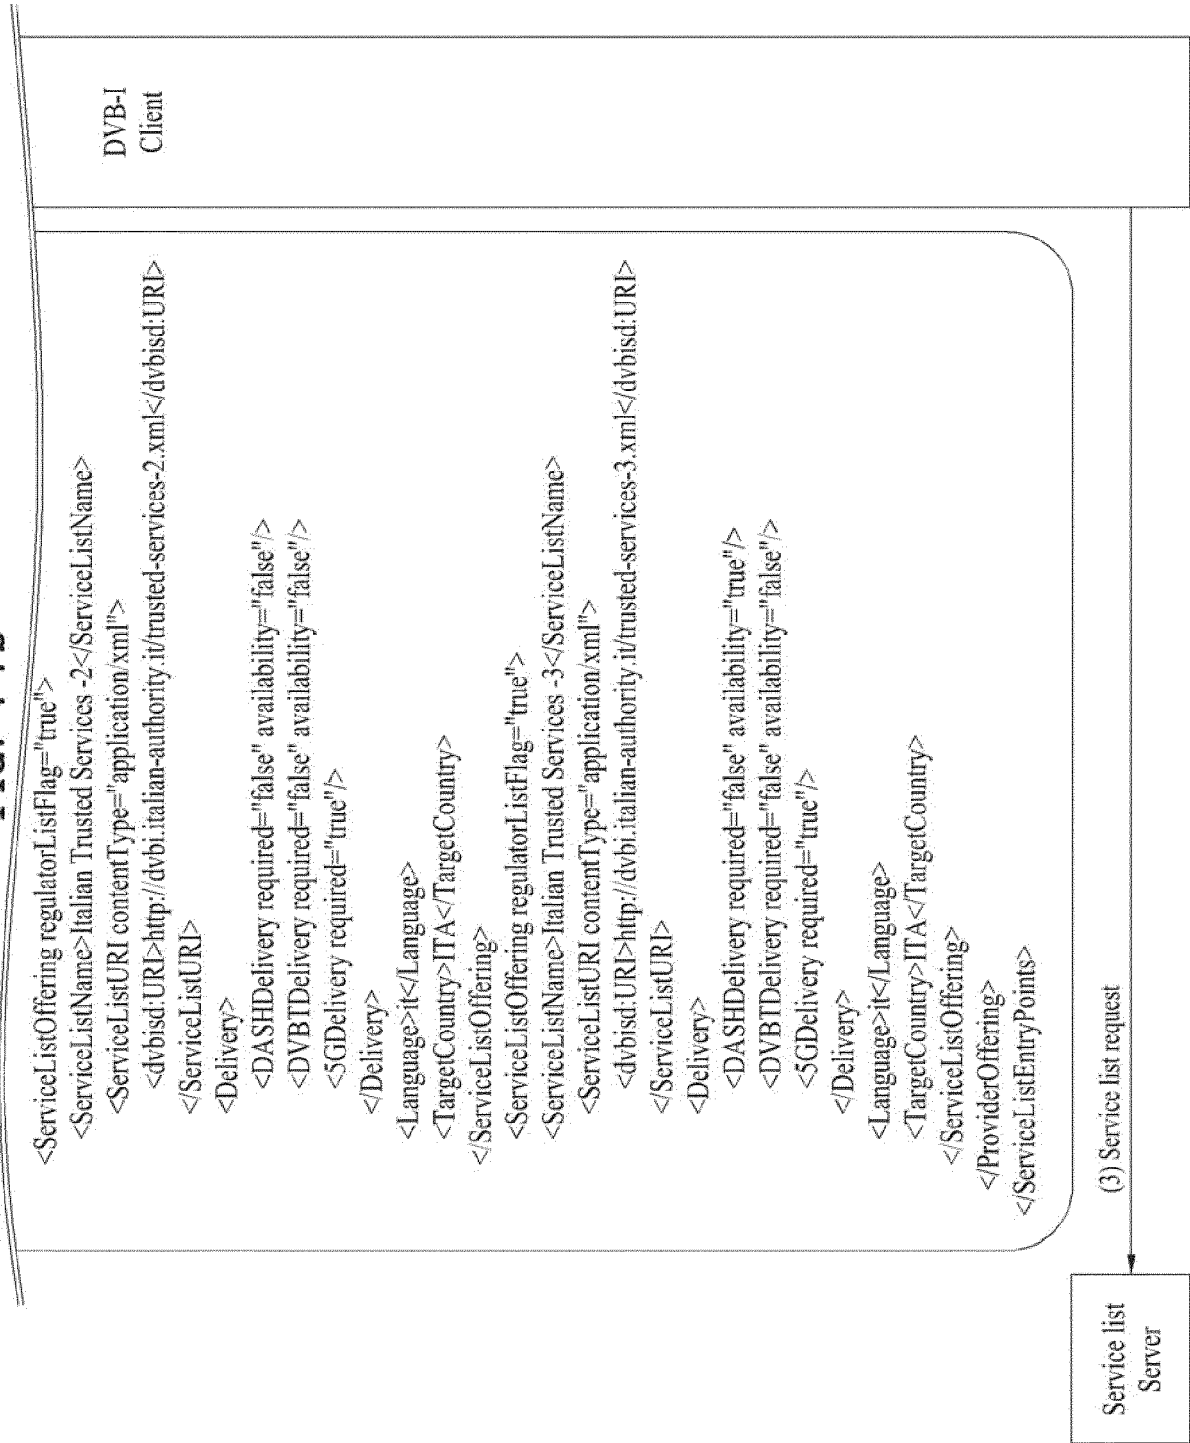 <ServiceListOffering regulatorListFlag="true">
<ServiceListName>Italian Trusted Services -2</ServiceListName>
<ServiceListURI contentType="application/xml">
<dvbisd:URI>http://dvbi.italian-authority.it/trusted-services-2.xml</dvbisd:URI>
</ServiceListURI>
<Delivery>
<DASHDelivery required="false" availability="false"/>
<DVBTDelivery required="false" availability="false"/>
<5GDelivery required="true"/>
</Delivery>
<Language>it</Language>
<TargetCountry>ITA</TargetCountry>
</ServiceListOffering>
<ServiceListOffering regulatorListFlag="true">
<ServiceListName>Italian Trusted Services -3</ServiceListName>
<ServiceListURI contentType="application/xml">
<dvbisd:URI>http://dvbi.italian-authority.it/trusted-services-3.xml</dvbisd:URI>
</ServiceListURI>
<Delivery>
<DASHDelivery required="false" availability="true"/>
<DVBTDelivery required="false" availability="false"/>
<5GDelivery required="true"/>
</Delivery>
<Language>it</Language>
<TargetCountry>ITA</TargetCountry>
</ServiceListOffering>
</ProviderOffering>
</ServiceListEntryPoints>
DVB-I
Client
(3) Service list request
Service list
Server